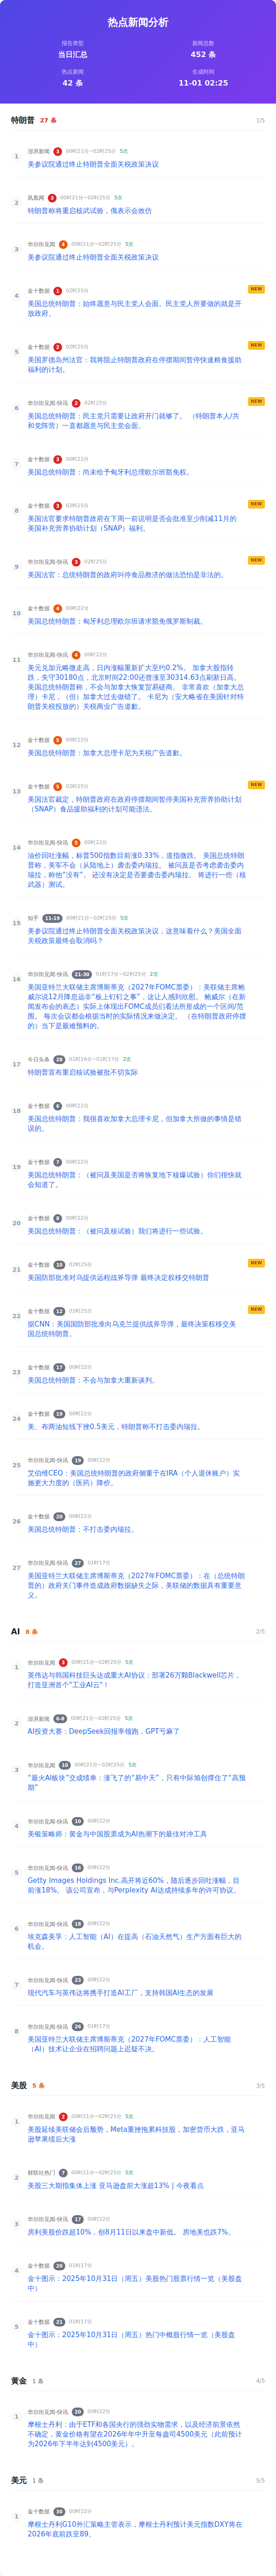 热点新闻分析
报告类型
新闻总数
当日汇总
452 条
热点新闻
生成时间
42 条
11-01 02:25
特朗普 27 条 1/5
1
澎湃新闻 3 00时21分~02时25分 5次
美参议院通过终止特朗普全面关税政策决议
2
凤凰网 3 00时21分~02时25分 5次
特朗普称将重启核武试验，俄表示会效仿
3
华尔街见闻 4 00时21分~02时25分 5次
美参议院通过终止特朗普全面关税政策决议
4
金十数据 1 02时25分 NEW
美国总统特朗普：始终愿意与民主党人会面。民主党人所要做的就是开
放政府。
5
金十数据 2 02时25分 NEW
美国罗德岛州法官：我将阻止特朗普政府在停摆期间暂停快速粮食援助
福利的计划。
6
华尔街见闻-快讯 2 02时25分 NEW
美国总统特朗普：民主党只需要让政府开门就够了。 （特朗普本人/共
和党阵营）一直都愿意与民主党会面。
7
金十数据 3 00时22分
美国总统特朗普：尚未给予匈牙利总理欧尔班豁免权。
8
金十数据 3 02时25分 NEW
美国法官要求特朗普政府在下周一前说明是否会批准至少削减11月的
美国补充营养协助计划（SNAP）福利。
9
华尔街见闻-快讯 3 02时25分 NEW
美国法官：总统特朗普的政府叫停食品救济的做法恐怕是非法的。
10
金十数据 4 00时22分
美国总统特朗普：匈牙利总理欧尔班请求豁免俄罗斯制裁。
11
华尔街见闻-快讯 4 00时22分
美元兑加元略微走高，日内涨幅重新扩大至约0.2%。 加拿大股指转
跌，失守30180点，北京时间22:00还曾涨至30314.63点刷新日高。
美国总统特朗普称，不会与加拿大恢复贸易磋商。 非常喜欢（加拿大总
理）卡尼，（但）加拿大过去做错了。 卡尼为（安大略省在美国针对特
朗普关税投放的）关税商业广告道歉。
12
金十数据 5 00时22分
美国总统特朗普：加拿大总理卡尼为关税广告道歉。
13
金十数据 5 02时25分 NEW
美国法官裁定，特朗普政府在政府停摆期间暂停美国补充营养协助计划
（SNAP）食品援助福利的计划可能违法。
14
华尔街见闻-快讯 5 00时22分
油价回吐涨幅，标普500指数目前涨0.33%，道指微跌。 美国总统特
朗普称，美军不会（从陆地上）袭击委内瑞拉。 被问及是否考虑袭击委内
瑞拉，称他“没有”。 还没有决定是否要袭击委内瑞拉。 将进行一些（核
武器）测试。
15
知乎 11-19 00时21分~02时25分 5次
美参议院通过终止特朗普全面关税政策决议，这意味着什么？美国全面
关税政策最终会取消吗？
16
华尔街见闻-快讯 21-30 01时17分~02时25分 2次
美国亚特兰大联储主席博斯蒂克（2027年FOMC票委）：美联储主席鲍
威尔说12月降息远非“板上钉钉之事”，这让人感到欣慰。 鲍威尔（在新
闻发布会的表态）实际上体现出FOMC成员们看法所形成的一个区间/范
围。 每次会议都会根据当时的实际情况来做决定。 （在特朗普政府停摆
的）当下是最难预料的。
17
今日头条 28 01时16分~01时17分 2次
特朗普宣布重启核试验被批不切实际
18
金十数据 6 00时22分
美国总统特朗普：我很喜欢加拿大总理卡尼，但加拿大所做的事情是错
误的。
19
金十数据 7 00时22分
美国总统特朗普：（被问及美国是否将恢复地下核爆试验）你们很快就
会知道了。
20
金十数据 8 00时22分
美国总统特朗普：（被问及核试验）我们将进行一些试验。
21
金十数据 10 02时25分 NEW
美国防部批准对乌提供远程战斧导弹 最终决定权移交特朗普
22
金十数据 12 02时25分 NEW
据CNN：美国国防部批准向乌克兰提供战斧导弹，最终决策权移交美
国总统特朗普。
23
金十数据 17 00时22分
美国总统特朗普：不会与加拿大重新谈判。
24
金十数据 19 00时22分
美、布两油短线下挫0.5美元，特朗普称不打击委内瑞拉。
25
华尔街见闻-快讯 19 00时22分
艾伯维CEO：美国总统特朗普的政府侧重于在IRA（个人退休账户）实
施更大力度的（医药）降价。
26
金十数据 20 00时22分
美国总统特朗普：不打击委内瑞拉。
27
华尔街见闻-快讯 27 01时17分
美国亚特兰大联储主席博斯蒂克（2027年FOMC票委）：在（总统特朗
普的）政府关门事件造成政府数据缺失之际，美联储的数据具有重要意
义。
AI 8 条 2/5
1
华尔街见闻 3 00时21分~02时25分 5次
英伟达与韩国科技巨头达成重大AI协议：部署26万颗Blackwell芯片，
打造亚洲首个"工业AI云"！
2
澎湃新闻 6-8 00时21分~02时25分 5次
AI投资大赛：DeepSeek回报率领跑，GPT亏麻了
3
华尔街见闻 10 00时21分~02时25分 5次
“最火AI板块”交成绩单：涨飞了的“易中天”，只有中际旭创撑住了“高预
期”
4
华尔街见闻-快讯 10 00时22分
美银策略师：黄金与中国股票成为AI热潮下的最佳对冲工具
5
华尔街见闻-快讯 16 00时22分
Getty Images Holdings Inc.高开将近60%，随后逐步回吐涨幅，目
前涨18%。 该公司宣布，与Perplexity AI达成持续多年的许可协议。
6
华尔街见闻-快讯 18 00时22分
埃克森美孚：人工智能（AI）在提高（石油天然气）生产方面有巨大的
机会。
7
华尔街见闻-快讯 23 00时22分
现代汽车与英伟达将携手打造AI工厂，支持韩国AI生态的发展
8
华尔街见闻-快讯 26 01时17分
美国亚特兰大联储主席博斯蒂克（2027年FOMC票委）：人工智能
（AI）技术让企业在招聘问题上迟疑不决。
美股 5 条 3/5
1
华尔街见闻 2 00时21分~02时25分 5次
美股延续美联储会后颓势，Meta重挫拖累科技股，加密货币大跌，亚马
逊苹果绩后大涨
2
财联社热门 7 00时21分~02时25分 5次
美股三大期指集体上涨 亚马逊盘前大涨超13% | 今夜看点
3
华尔街见闻-快讯 17 00时22分
房利美股价跌超10%，创8月11日以来盘中新低。 房地美也跌7%。
4
金十数据 20 01时17分
金十图示：2025年10月31日（周五）美股热门股票行情一览（美股盘
中）
5
金十数据 21 01时17分
金十图示：2025年10月31日（周五）热门中概股行情一览（美股盘
中）
黄金 1 条 4/5
1
华尔街见闻-快讯 20 00时22分
摩根士丹利：由于ETF和各国央行的强劲实物需求，以及经济前景依然
不确定，黄金价格有望在2026年年中升至每盎司4500美元（此前预计
为2026年下半年达到4500美元）。
美元 1 条 5/5
1
金十数据 30 00时22分
摩根士丹利G10外汇策略主管表示，摩根士丹利预计美元指数DXY将在
2026年底前跌至89。